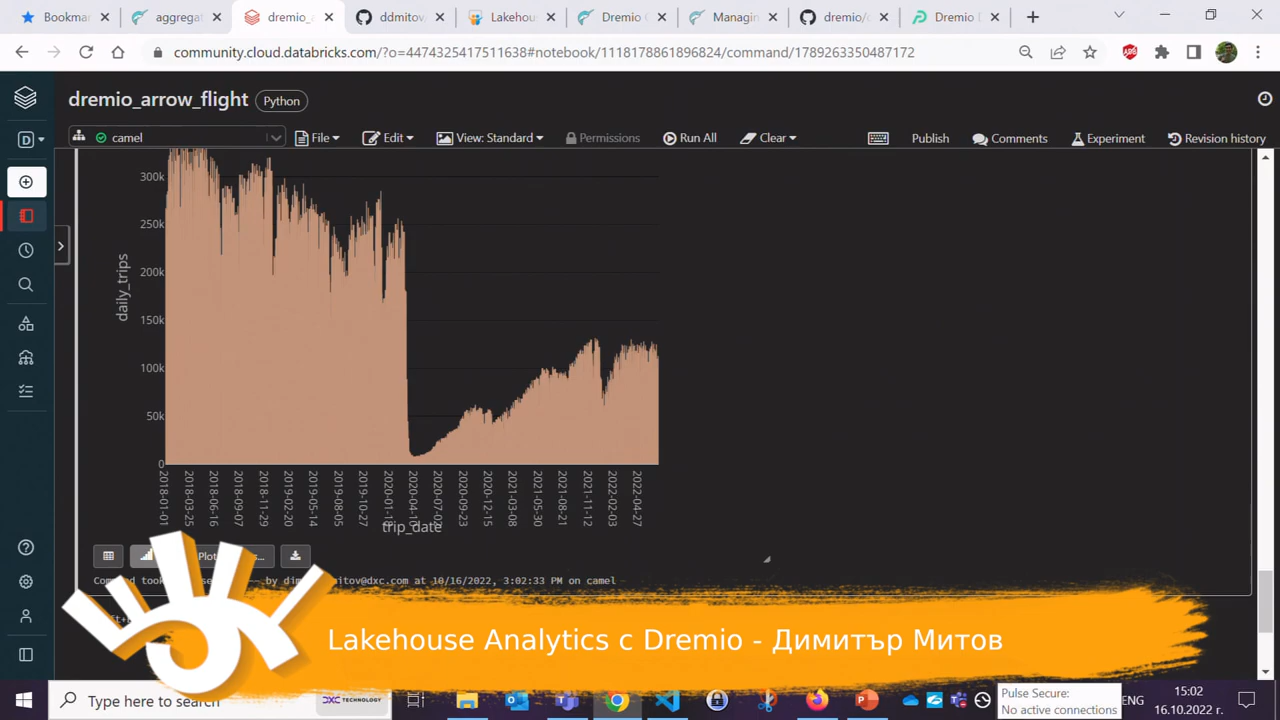 Bookmar
aggregat
dremio_a
ddmitov,
Lakehou
Dremio C
Managin
dremio/c
Dremio D
community.cloud.databricks.com/?o=4474325417511638#notebook/1118178861896824/command/1789263350487172
dremio_arrow_flight
Python
camel
File
Edit
View: Standard
Permissions
Run All
Clear
Publish
Comments
Experiment
Revision history
D
300k
250k
200k
150k
100k
50k
0
daily_trips
2018-01-01
2018-03-25
2018-06-16
2018-09-07
2018-11-29
2019-02-20
2019-05-14
2019-08-05
2019-10-27
2020-07-02
2020-09-23
2020-12-15
2021-03-08
2021-05-30
2021-08-21
2021-11-12
2022-02-03
2022-04-27
trip_date
Plot
Command took
at 10/16/2022, 3:02:33 PM on camel
Lakehouse Analytics с Dremio - Димитър Митов
Type here to search
DXC TECHNOLOGY
Pulse Secure:
No active connections
ENG
15:02
16.10.2022 г.